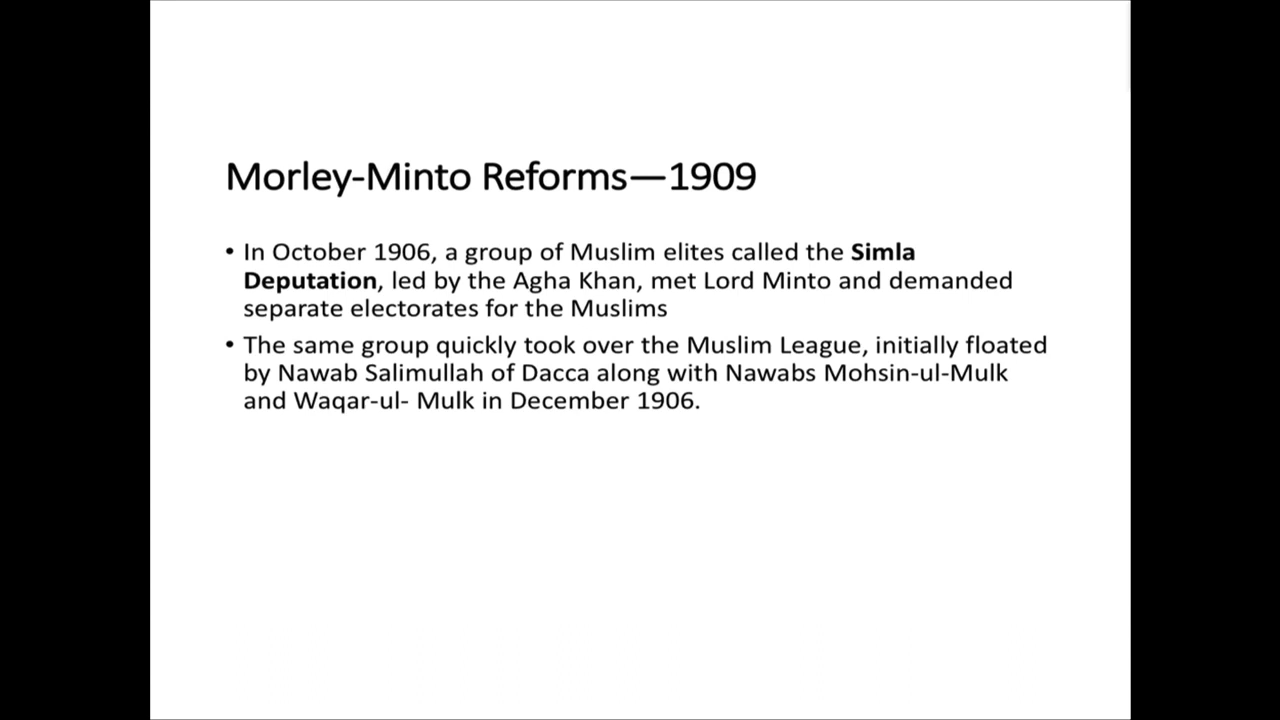 Morley-Minto Reforms—1909
• In October 1906, a group of Muslim elites called the Simla
Deputation, led by the Agha Khan, met Lord Minto and demanded
separate electorates for the Muslims
• The same group quickly took over the Muslim League, initially floated
by Nawab Salimullah of Dacca along with Nawabs Mohsin-ul-Mulk
and Waqar-ul- Mulk in December 1906.